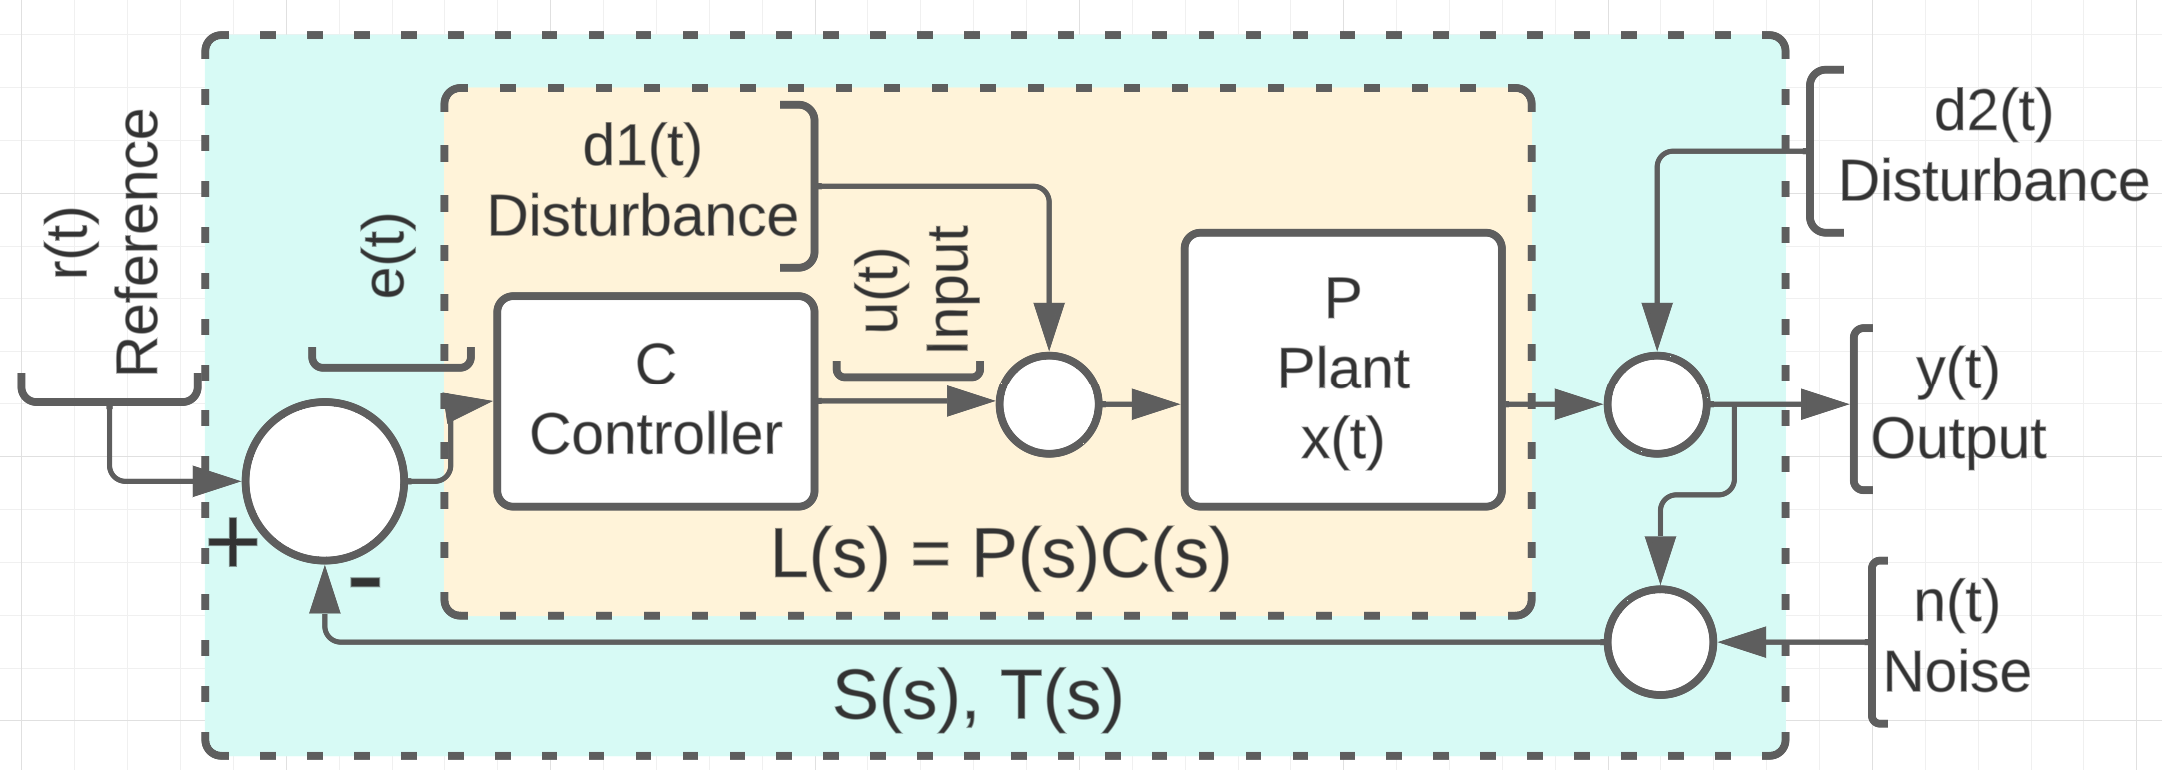 r(t)
Reference
e(t)
d1(t)
Disturbance
u(t)
Input
C
Controller
P
Plant
x(t)
L(s) = P(s)C(s)
d2(t)
Disturbance
y(t)
Output
n(t)
Noise
+
-
S(s), T(s)